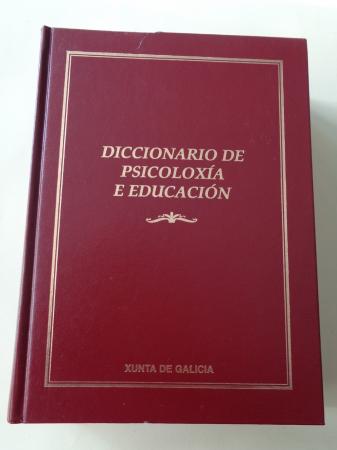 DICCIONARIO DE
PSICOLOXÍA
E EDUCACIÓN
XUNTA DE GALICIA